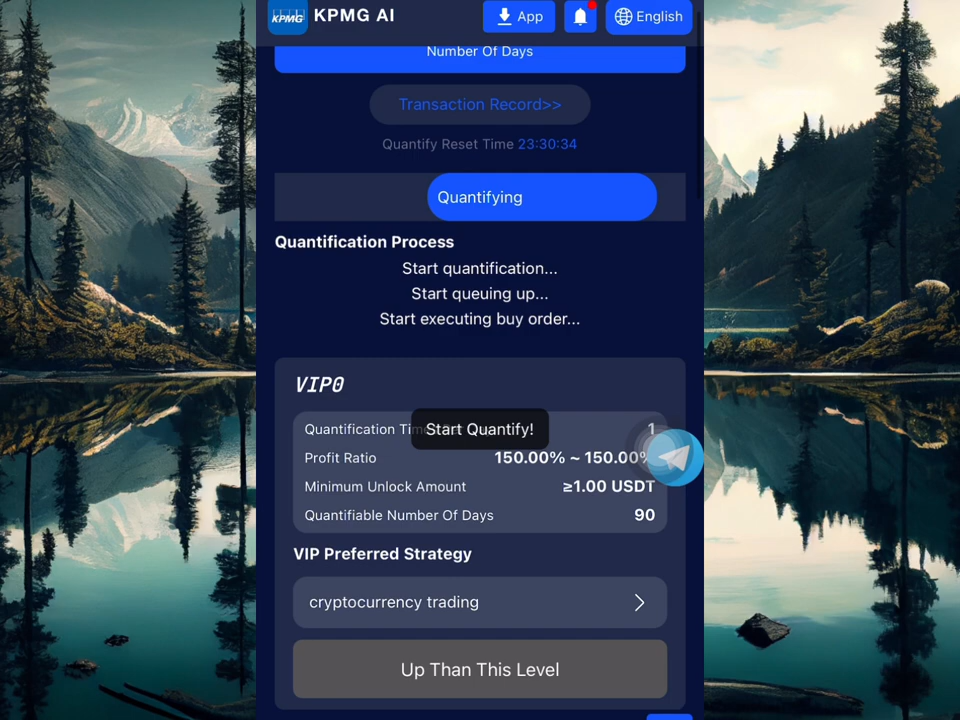 KPMG
KPMG AI
App
English
Number Of Days
Transaction Record>>
Quantify Reset Time 23:30:34
Quantifying
Quantification Process
Start quantification...
Start queuing up...
Start executing buy order...
VIP0
Quantification
1
Start Quantify!
Profit Ratio
150.00% ~ 150.00%
Minimum Unlock Amount
≥1.00 USDT
Quantifiable Number Of Days
90
VIP Preferred Strategy
cryptocurrency trading
Up Than This Level